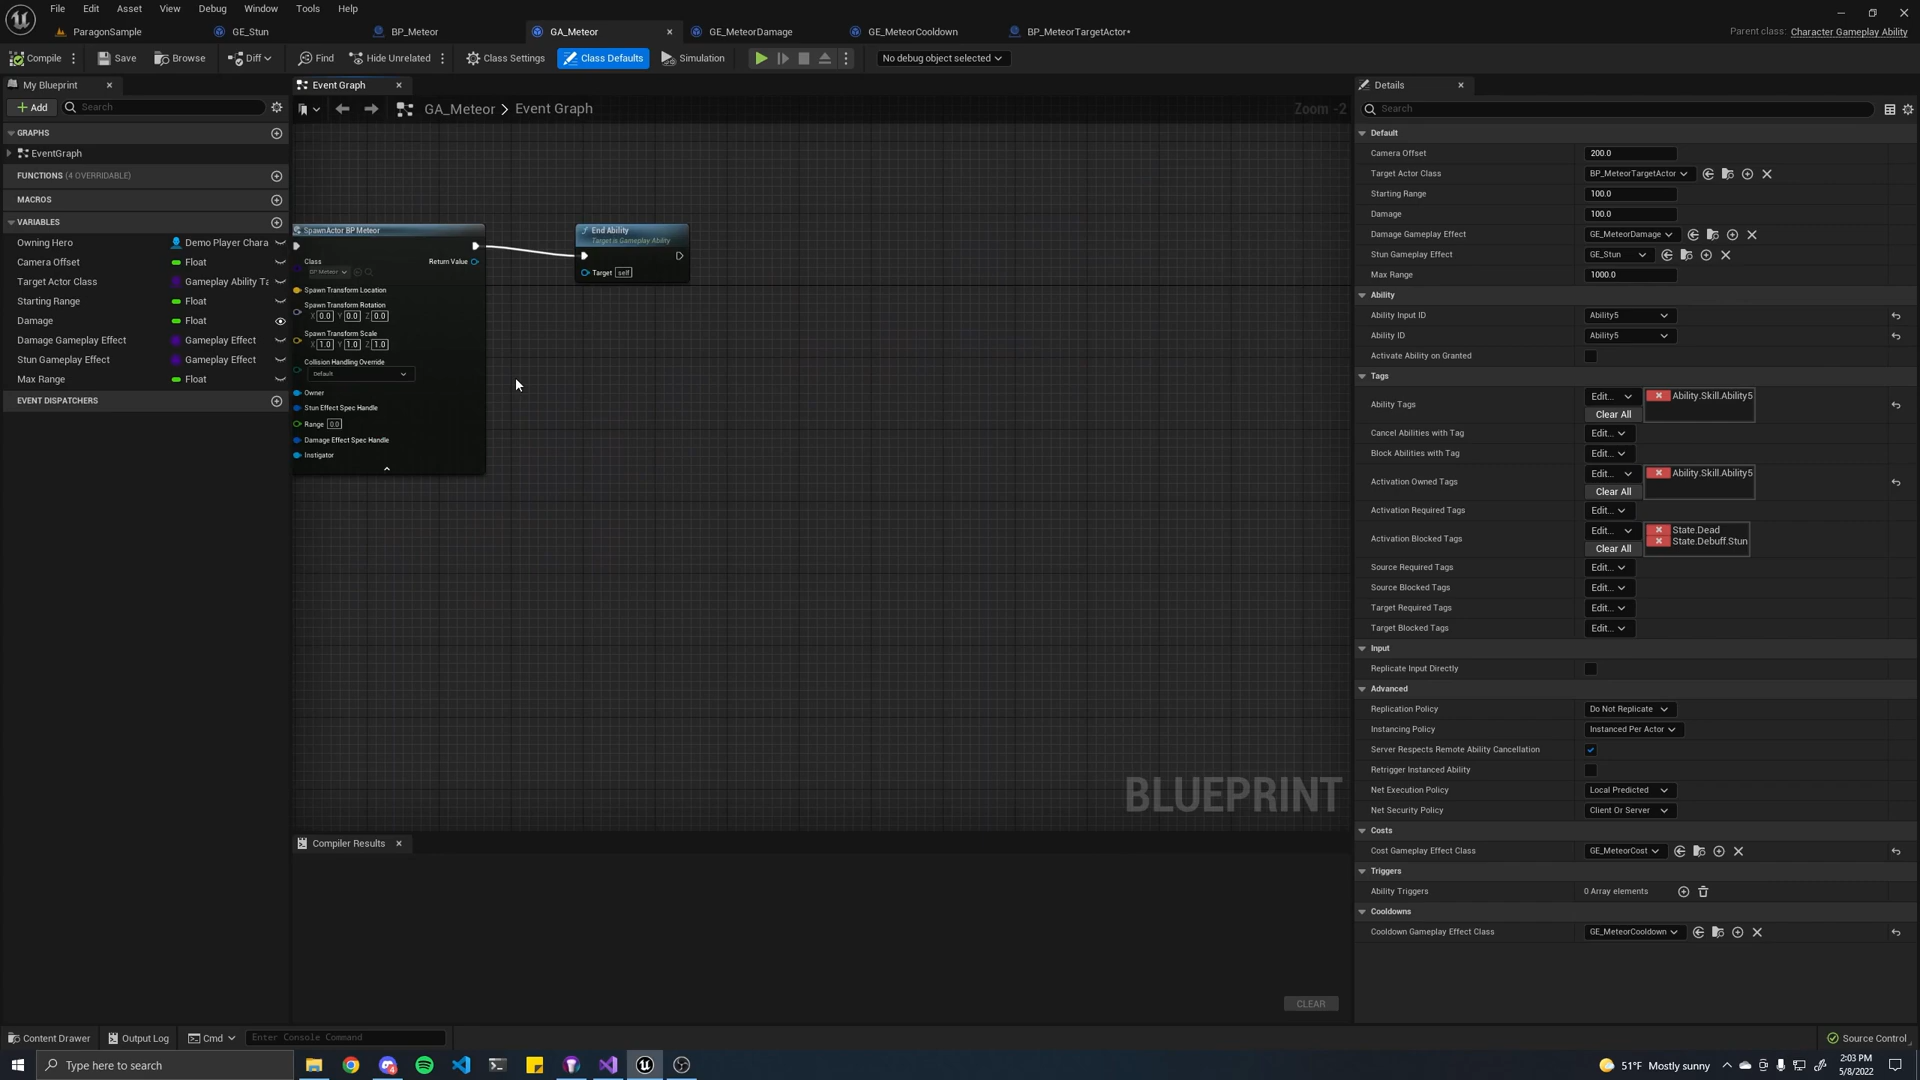 File Edit Asset View Debug Window Tools Help
ParagonSample GE_Stun BP_Meteor GA_Meteor GE_MeteorDamage GE_MeteorCooldown BP_MeteorTargetActor*
Parent class: Character Gameplay Ability
Compile Save Browse Diff Find Hide Unrelated Class Settings Class Defaults Simulation No debug object selected
My Blueprint
Add Search
GRAPHS
EventGraph
FUNCTIONS (4 OVERRIDABLE)
MACROS
VARIABLES
Owning Hero Demo Player Chara
Camera Offset Float
Target Actor Class Gameplay Ability Ta
Starting Range Float
Damage Float
Damage Gameplay Effect Gameplay Effect
Stun Gameplay Effect Gameplay Effect
Max Range Float
EVENT DISPATCHERS
Event Graph
GA_Meteor > Event Graph
Zoom -2
SpawnActor BP Meteor
Class
BP Meteor
Return Value
Spawn Transform Location
Spawn Transform Rotation
X 0.0 Y 0.0 Z 0.0
Spawn Transform Scale
X 1.0 Y 1.0 Z 1.0
Collision Handling Override
Default
Owner
Stun Effect Spec Handle
Range 0.0
Damage Effect Spec Handle
Instigator
End Ability
Target is Gameplay Ability
Target self
BLUEPRINT
Compiler Results
CLEAR
Details
Search
Default
Camera Offset 200.0
Target Actor Class BP_MeteorTargetActor
Starting Range 100.0
Damage 100.0
Damage Gameplay Effect GE_MeteorDamage
Stun Gameplay Effect GE_Stun
Max Range 1000.0
Ability
Ability Input ID Ability5
Ability ID Ability5
Activate Ability on Granted
Tags
Ability Tags Edit... Clear All Ability.Skill.Ability5
Cancel Abilities with Tag Edit...
Block Abilities with Tag Edit...
Activation Owned Tags Edit... Clear All Ability.Skill.Ability5
Activation Required Tags Edit...
Activation Blocked Tags Edit... Clear All State.Dead
State.Debuff.Stun
Source Required Tags Edit...
Source Blocked Tags Edit...
Target Required Tags Edit...
Target Blocked Tags Edit...
Input
Replicate Input Directly
Advanced
Replication Policy Do Not Replicate
Instancing Policy Instanced Per Actor
Server Respects Remote Ability Cancellation
Retrigger Instanced Ability
Net Execution Policy Local Predicted
Net Security Policy Client Or Server
Costs
Cost Gameplay Effect Class GE_MeteorCost
Triggers
Ability Triggers 0 Array elements
Cooldowns
Cooldown Gameplay Effect Class GE_MeteorCooldown
Content Drawer Output Log Cmd Enter Console Command Source Control
Type here to search
51°F Mostly sunny
2:03 PM
5/8/2022